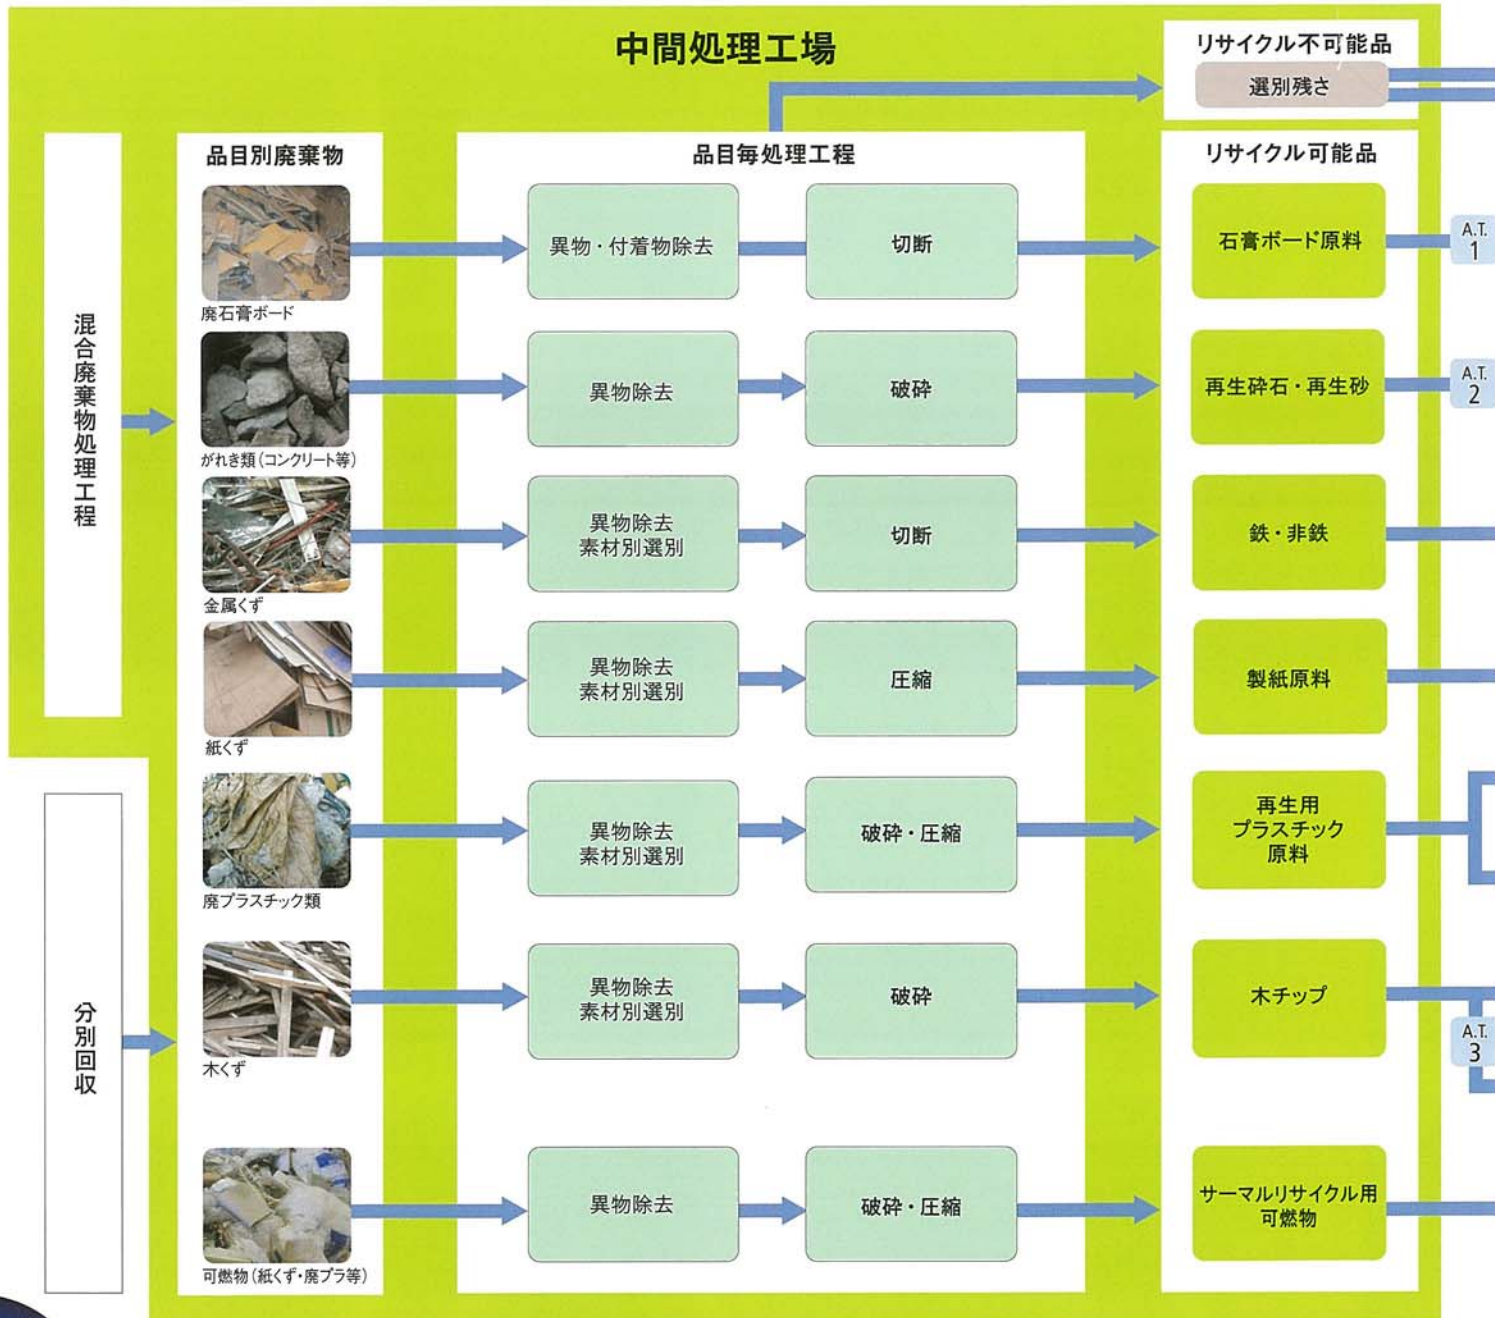 中間処理工場
リサイクル不可能品
選別残さ
混合廃棄物処理工程
分別回収
品目別廃棄物
品目毎処理工程
リサイクル可能品
廃石膏ボード
異物・付着物除去
切断
石膏ボード原料
A.T.
1
がれき類（コンクリート等）
異物除去
破砕
再生砕石・再生砂
A.T.
2
金属くず
異物除去
素材別選別
切断
鉄・非鉄
紙くず
異物除去
素材別選別
圧縮
製紙原料
廃プラスチック類
異物除去
素材別選別
破砕・圧縮
再生用
プラスチック
原料
木くず
異物除去
素材別選別
破砕
木チップ
A.T.
3
可燃物（紙くず・廃プラ等）
異物除去
破砕・圧縮
サーマルリサイクル用
可燃物